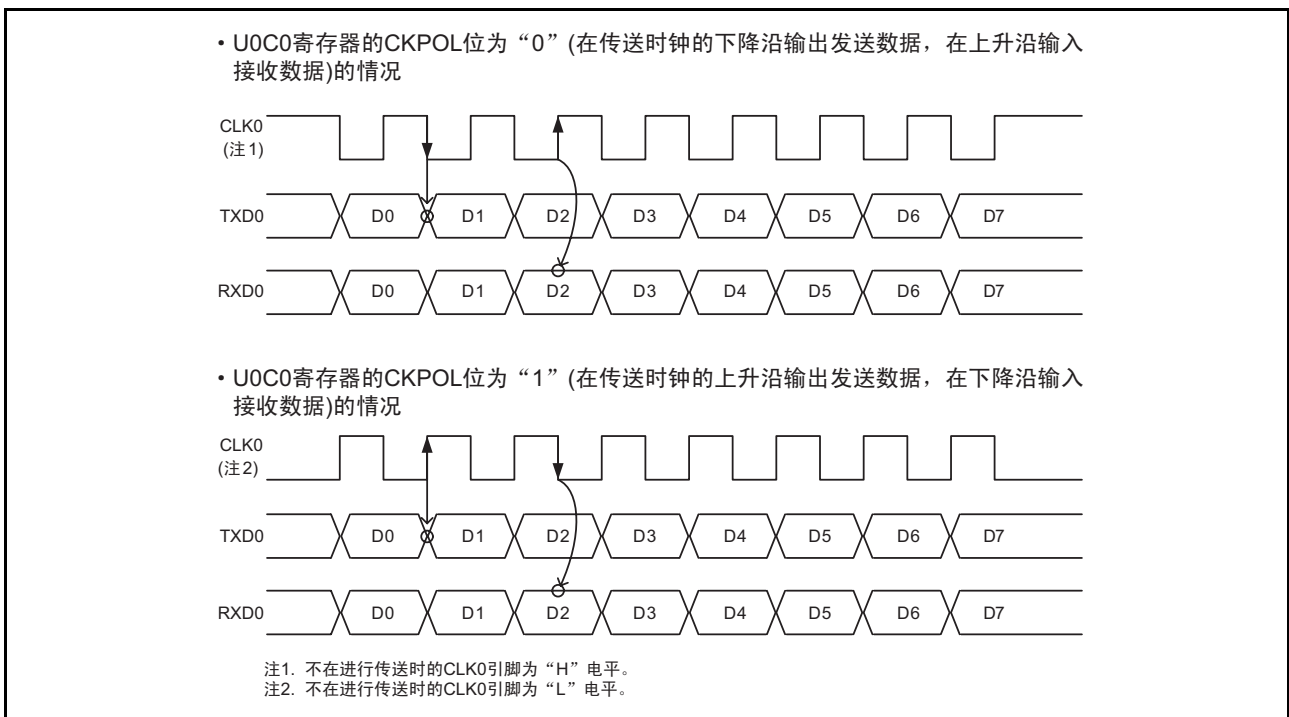 • U0C0寄存器的CKPOL位为“0”(在传送时钟的下降沿输出发送数据，在上升沿输入
接收数据)的情况
CLK0
(注1)
TXD0 D0 D1 D2 D3 D4 D5 D6 D7
RXD0 D0 D1 D2 D3 D4 D5 D6 D7
• U0C0寄存器的CKPOL位为“1”(在传送时钟的上升沿输出发送数据，在下降沿输入
接收数据)的情况
CLK0
(注2)
TXD0 D0 D1 D2 D3 D4 D5 D6 D7
RXD0 D0 D1 D2 D3 D4 D5 D6 D7
注1. 不在进行传送时的CLK0引脚为“H”电平。
注2. 不在进行传送时的CLK0引脚为“L”电平。